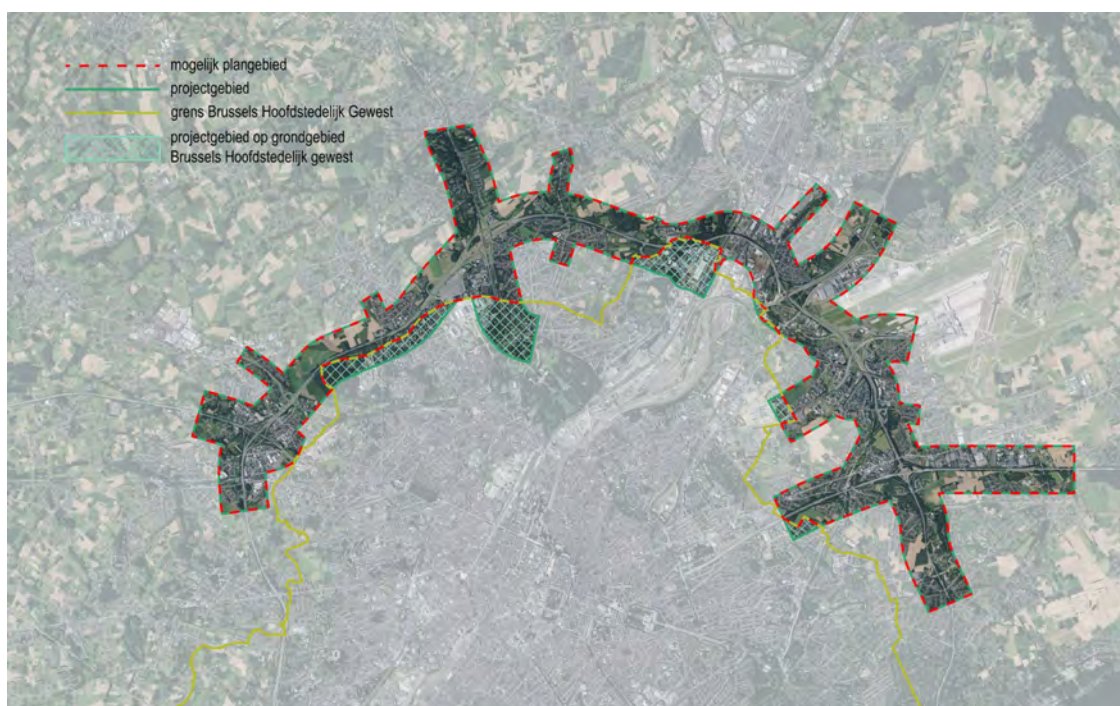 mogelijk plangebied
projectgebied
grens Brussels Hoofdstedelijk Gewest
projectgebied op grondgebied
Brussels Hoofdstedelijk gewest